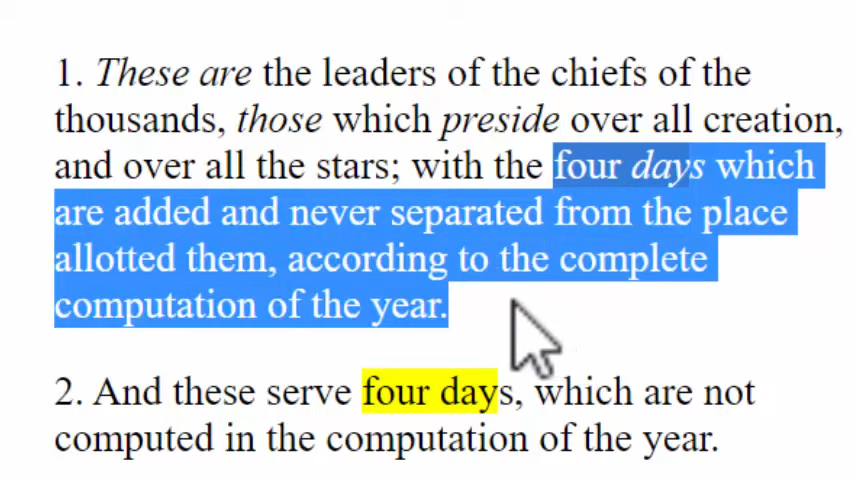 1. These are the leaders of the chiefs of the
thousands, those which preside over all creation,
and over all the stars; with the four days which
are added and never separated from the place
allotted them, according to the complete
computation of the year.
2. And these serve four days, which are not
computed in the computation of the year.